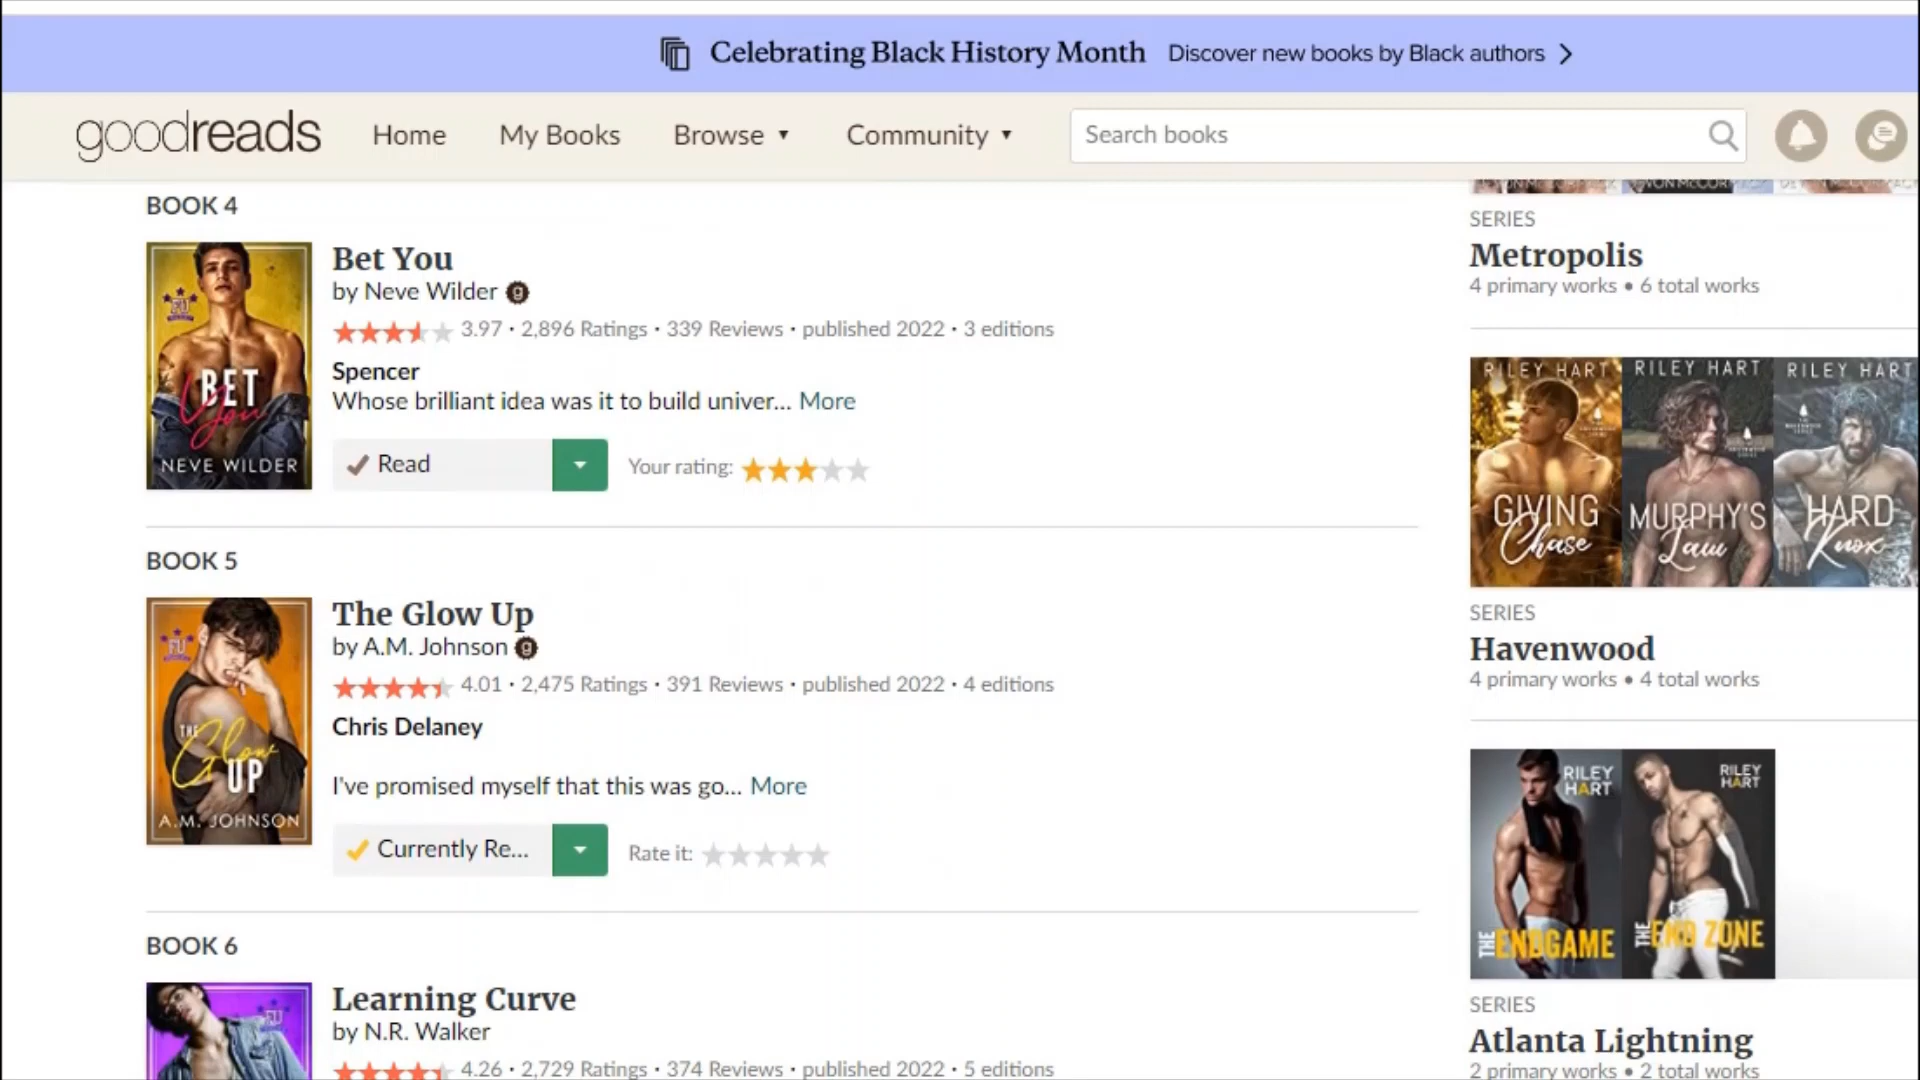 Celebrating Black History Month Discover new books by Black authors
goodreads Home My Books Browse Community Search books
BOOK 4
BET
You
NEVE WILDER
Bet You
by Neve Wilder
3.97 · 2,896 Ratings · 339 Reviews · published 2022 · 3 editions
Spencer
Whose brilliant idea was it to build univer... More
Read Your rating:
BOOK 5
THE
Glow
UP
A.M. JOHNSON
The Glow Up
by A.M. Johnson
4.01 · 2,475 Ratings · 391 Reviews · published 2022 · 4 editions
Chris Delaney
I've promised myself that this was go... More
Currently Re... Rate it:
BOOK 6
FU
Learning Curve
by N.R. Walker
4.26 · 2,729 Ratings · 374 Reviews · published 2022 · 5 editions
SERIES
Metropolis
4 primary works • 6 total works
RILEY HART RILEY HART RILEY HART
GIVING
Chase
MURPHY'S
Law
HARD
Knox
SERIES
Havenwood
4 primary works • 4 total works
RILEY
HART
THE ENDGAME
RILEY
HART
THE END ZONE
SERIES
Atlanta Lightning
2 primary works • 2 total works